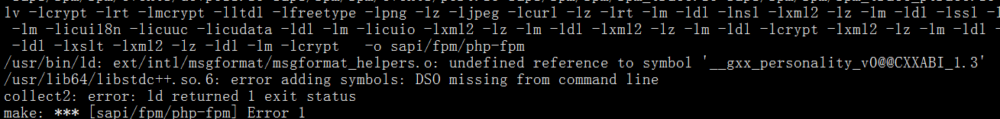 lv -lcrypt -lrt -lmcrypt -lltdl -lfreetype -lpng -lz -ljpeg -lcurl -lz -lrt -lm -ldl -lnsl -lxml2 -lz -lm -ldl -lssl -l
-lm -licui18n -licuuc -licudata -ldl -lm -licuio -lxml2 -lz -lm -ldl -lxml2 -lz -lm -ldl -lcrypt -lxml2 -lz -lm -ldl -
-ldl -lxslt -lxml2 -lz -ldl -lm -lcrypt -o sapi/fpm/php-fpm
/usr/bin/ld: ext/intl/msgformat/msgformat_helpers.o: undefined reference to symbol '__gxx_personality_v0@@CXXABI_1.3'
/usr/lib64/libstdc++.so.6: error adding symbols: DSO missing from command line
collect2: error: ld returned 1 exit status
make: *** [sapi/fpm/php-fpm] Error 1